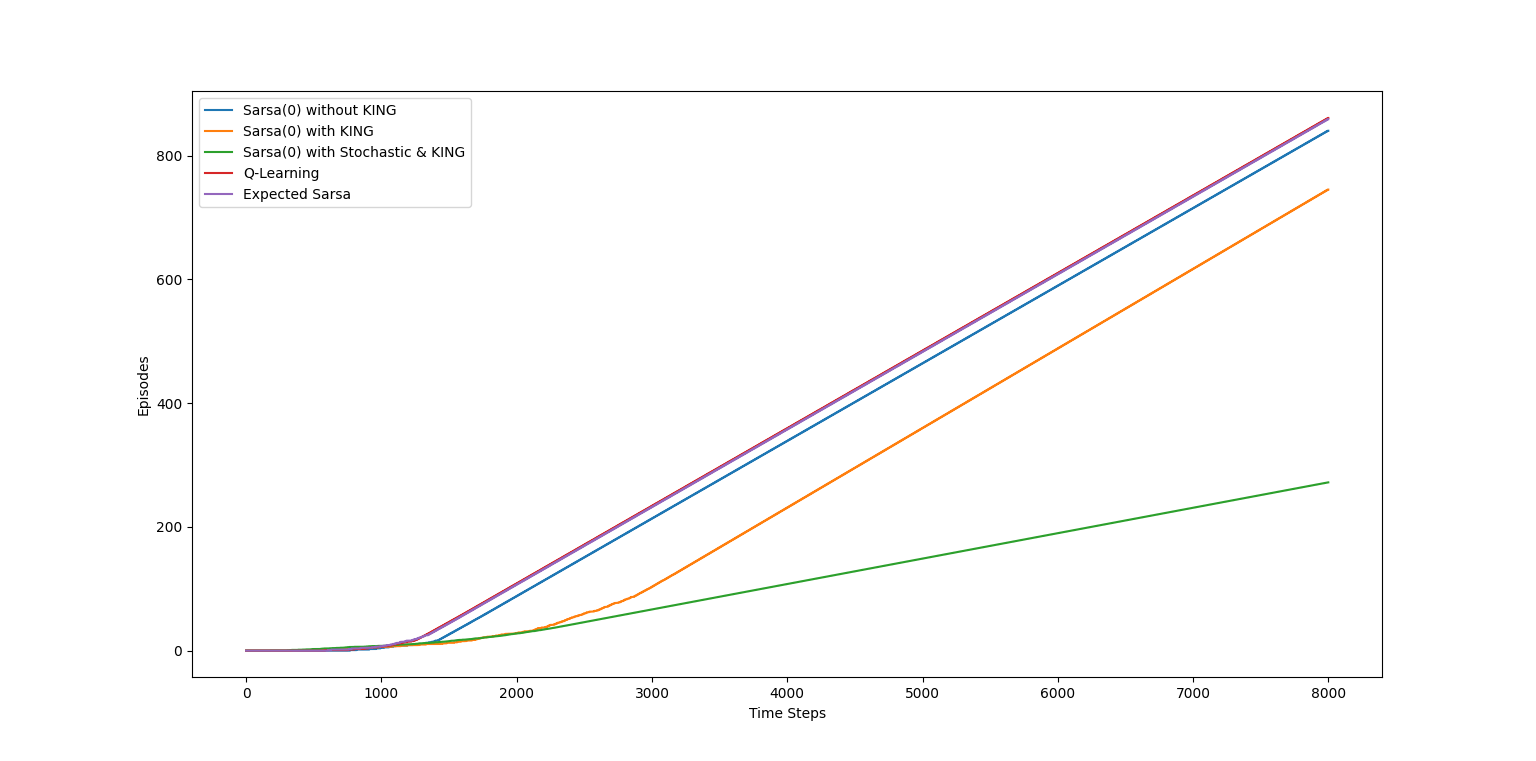 Sarsa(0) without KING
Sarsa(0) with KING
Sarsa(0) with Stochastic & KING
Q-Learning
Expected Sarsa
800
600
400
200
0
Episodes
0 1000 2000 3000 4000 5000 6000 7000 8000
Time Steps